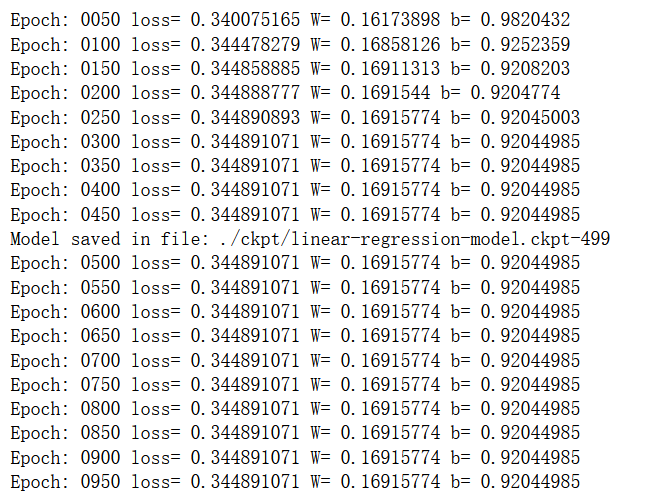 Epoch: 0050 loss= 0.340075165 W= 0.16173898 b= 0.9820432
Epoch: 0100 loss= 0.344478279 W= 0.16858126 b= 0.9252359
Epoch: 0150 loss= 0.344858885 W= 0.16911313 b= 0.9208203
Epoch: 0200 loss= 0.344888777 W= 0.1691544 b= 0.9204774
Epoch: 0250 loss= 0.344890893 W= 0.16915774 b= 0.92045003
Epoch: 0300 loss= 0.344891071 W= 0.16915774 b= 0.92044985
Epoch: 0350 loss= 0.344891071 W= 0.16915774 b= 0.92044985
Epoch: 0400 loss= 0.344891071 W= 0.16915774 b= 0.92044985
Epoch: 0450 loss= 0.344891071 W= 0.16915774 b= 0.92044985
Model saved in file: ./ckpt/linear-regression-model.ckpt-499
Epoch: 0500 loss= 0.344891071 W= 0.16915774 b= 0.92044985
Epoch: 0550 loss= 0.344891071 W= 0.16915774 b= 0.92044985
Epoch: 0600 loss= 0.344891071 W= 0.16915774 b= 0.92044985
Epoch: 0650 loss= 0.344891071 W= 0.16915774 b= 0.92044985
Epoch: 0700 loss= 0.344891071 W= 0.16915774 b= 0.92044985
Epoch: 0750 loss= 0.344891071 W= 0.16915774 b= 0.92044985
Epoch: 0800 loss= 0.344891071 W= 0.16915774 b= 0.92044985
Epoch: 0850 loss= 0.344891071 W= 0.16915774 b= 0.92044985
Epoch: 0900 loss= 0.344891071 W= 0.16915774 b= 0.92044985
Epoch: 0950 loss= 0.344891071 W= 0.16915774 b= 0.92044985